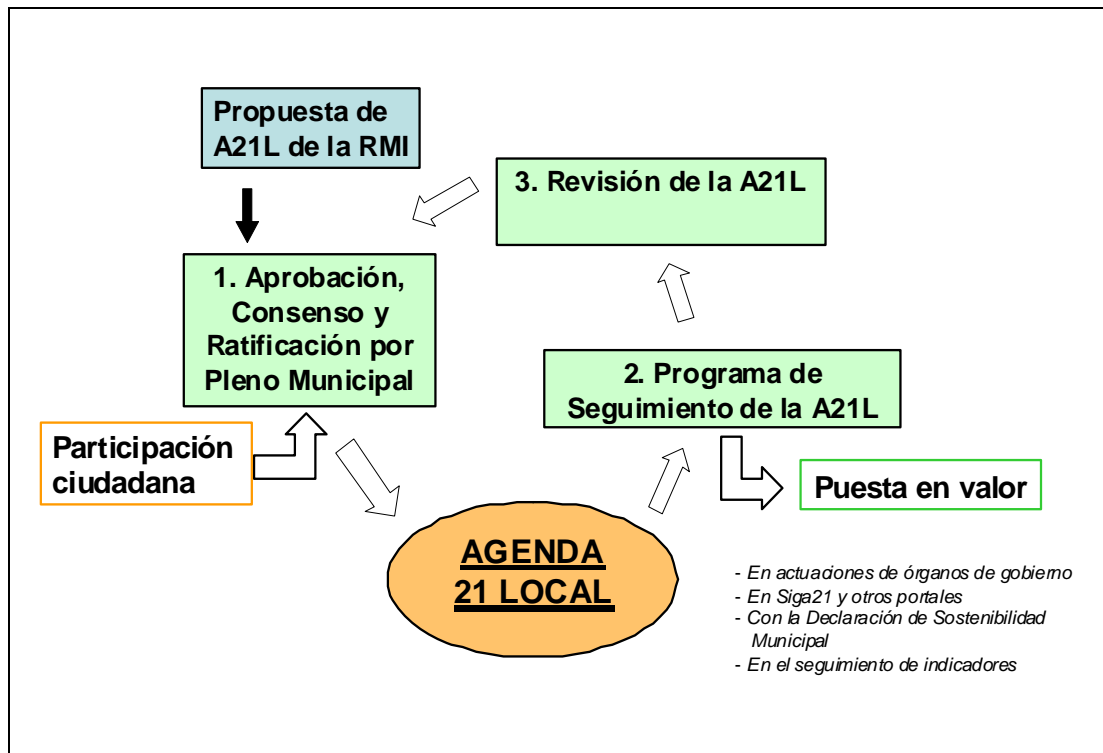 Propuesta de
A21L de la RMI
3. Revisión de la A21L
1. Aprobación,
Consenso y
Ratificación por
Pleno Municipal
2. Programa de
Seguimiento de la A21L
Participación
ciudadana
Puesta en valor
AGENDA
21 LOCAL
- En actuaciones de órganos de gobierno
- En Siga21 y otros portales
- Con la Declaración de Sostenibilidad
Municipal
- En el seguimiento de indicadores